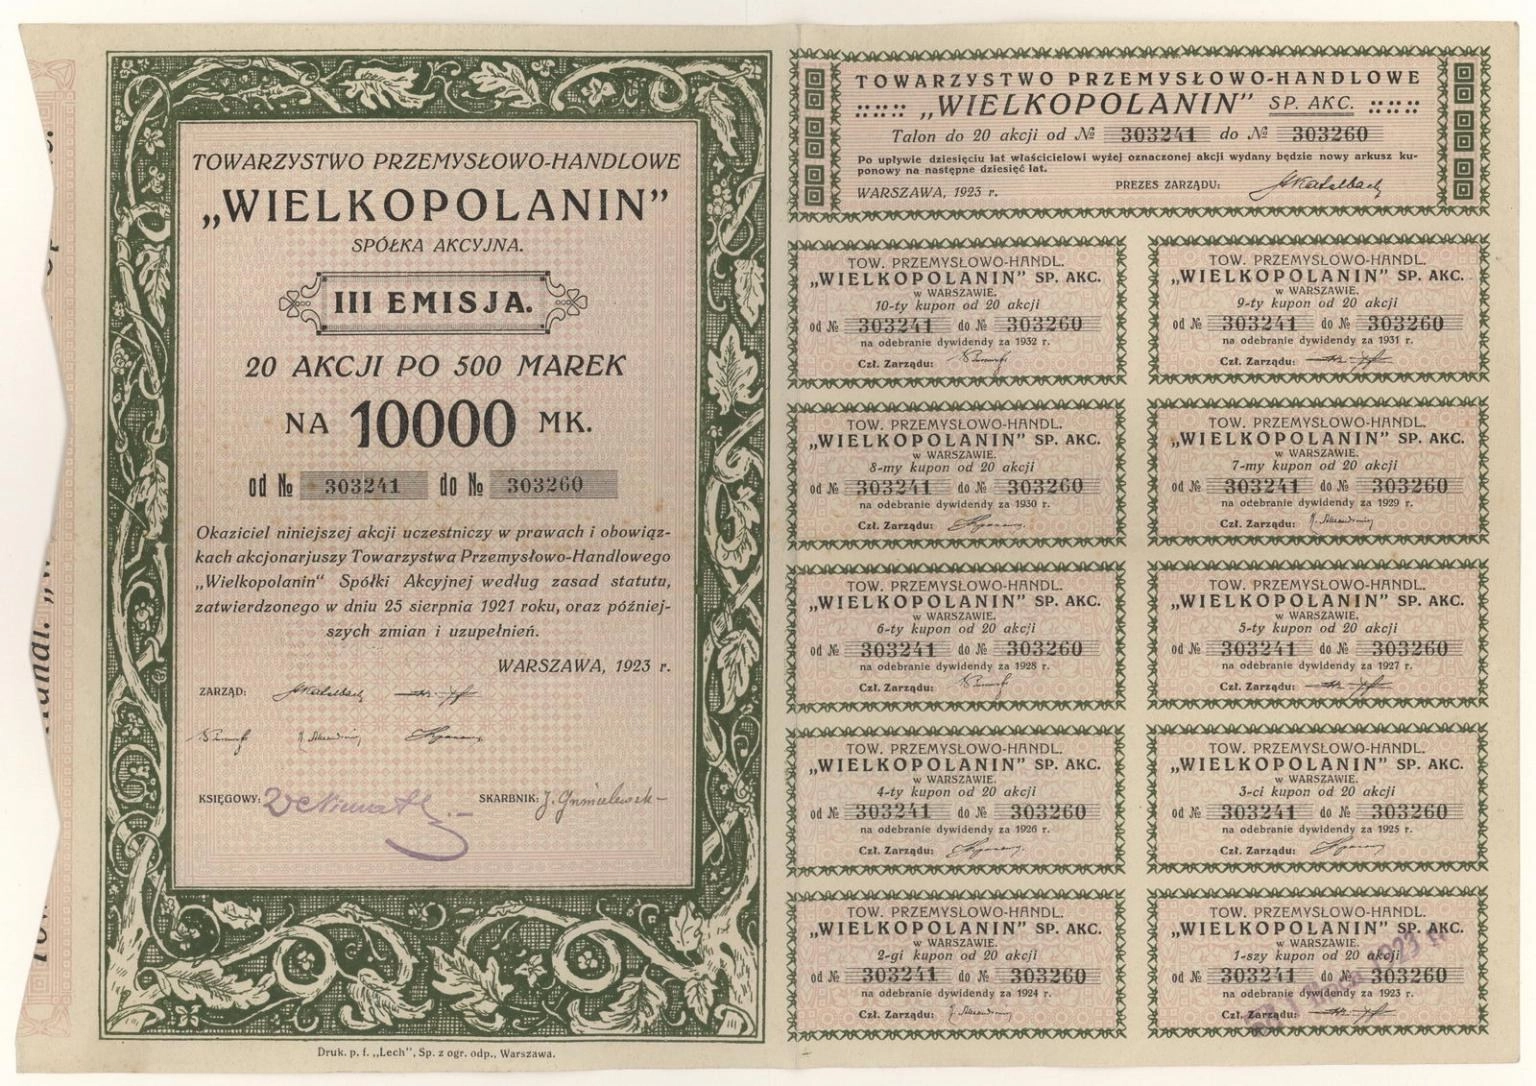 TOWARZYSTWO PRZEMYSŁOWO-HANDLOWE
„WIELKOPOLANIN”
SPÓŁKA AKCYJNA.
III EMISJA.
20 AKCJI PO 500 MAREK
NA 10000 MK.
od № 303241 do № 303260
Okaziciel niniejszej akcji uczestniczy w prawach i obowiąz-
kach akcjonarjuszy Towarzystwa Przemysłowo-Handlowego
„Wielkopolanin“ Spółki Akcyjnej według zasad statutu,
zatwierdzonego w dniu 25 sierpnia 1921 roku, oraz później-
szych zmian i uzupełnień.
WARSZAWA, 1923 r.
ZARZĄD:
KSIĘGOWY: SKARBNIK:
Druk. p. f. „Lech”, Sp. z ogr. odp., Warszawa.
TOWARZYSTWO PRZEMYSŁOWO-HANDLOWE
„WIELKOPOLANIN” SP. AKC.
Talon do 20 akcji od № 303241 do № 303260
Po upływie dziesięciu lat właścicielowi wyżej oznaczonej akcji wydany będzie nowy arkusz ku-
ponowy na następne dziesięć lat.
WARSZAWA, 1923 r. PREZES ZARZĄDU:
TOW. PRZEMYSŁOWO-HANDL.
„WIELKOPOLANIN” SP. AKC.
w WARSZAWIE.
10-ty kupon od 20 akcji
od № 303241 do № 303260
na odebranie dywidendy za 1932 r.
Czł. Zarządu:
TOW. PRZEMYSŁOWO-HANDL.
„WIELKOPOLANIN” SP. AKC.
w WARSZAWIE.
9-ty kupon od 20 akcji
od № 303241 do № 303260
na odebranie dywidendy za 1931 r.
Czł. Zarządu:
TOW. PRZEMYSŁOWO-HANDL.
„WIELKOPOLANIN” SP. AKC.
w WARSZAWIE.
8-my kupon od 20 akcji
od № 303241 do № 303260
na odebranie dywidendy za 1930 r.
Czł. Zarządu:
TOW. PRZEMYSŁOWO-HANDL.
„WIELKOPOLANIN” SP. AKC.
w WARSZAWIE.
7-my kupon od 20 akcji
od № 303241 do № 303260
na odebranie dywidendy za 1929 r.
Czł. Zarządu:
TOW. PRZEMYSŁOWO-HANDL.
„WIELKOPOLANIN” SP. AKC.
w WARSZAWIE.
6-ty kupon od 20 akcji
od № 303241 do № 303260
na odebranie dywidendy za 1928 r.
Czł. Zarządu:
TOW. PRZEMYSŁOWO-HANDL.
„WIELKOPOLANIN” SP. AKC.
w WARSZAWIE.
5-ty kupon od 20 akcji
od № 303241 do № 303260
na odebranie dywidendy za 1927 r.
Czł. Zarządu:
TOW. PRZEMYSŁOWO-HANDL.
„WIELKOPOLANIN” SP. AKC.
w WARSZAWIE.
4-ty kupon od 20 akcji
od № 303241 do № 303260
na odebranie dywidendy za 1926 r.
Czł. Zarządu:
TOW. PRZEMYSŁOWO-HANDL.
„WIELKOPOLANIN” SP. AKC.
w WARSZAWIE.
3-ci kupon od 20 akcji
od № 303241 do № 303260
na odebranie dywidendy za 1925 r.
Czł. Zarządu:
TOW. PRZEMYSŁOWO-HANDL.
„WIELKOPOLANIN” SP. AKC.
w WARSZAWIE.
2-gi kupon od 20 akcji
od № 303241 do № 303260
na odebranie dywidendy za 1924 r.
Czł. Zarządu:
TOW. PRZEMYSŁOWO-HANDL.
„WIELKOPOLANIN” SP. AKC.
w WARSZAWIE.
1-szy kupon od 20 akcji
od № 303241 do № 303260
na odebranie dywidendy za 1923 r.
Czł. Zarządu: